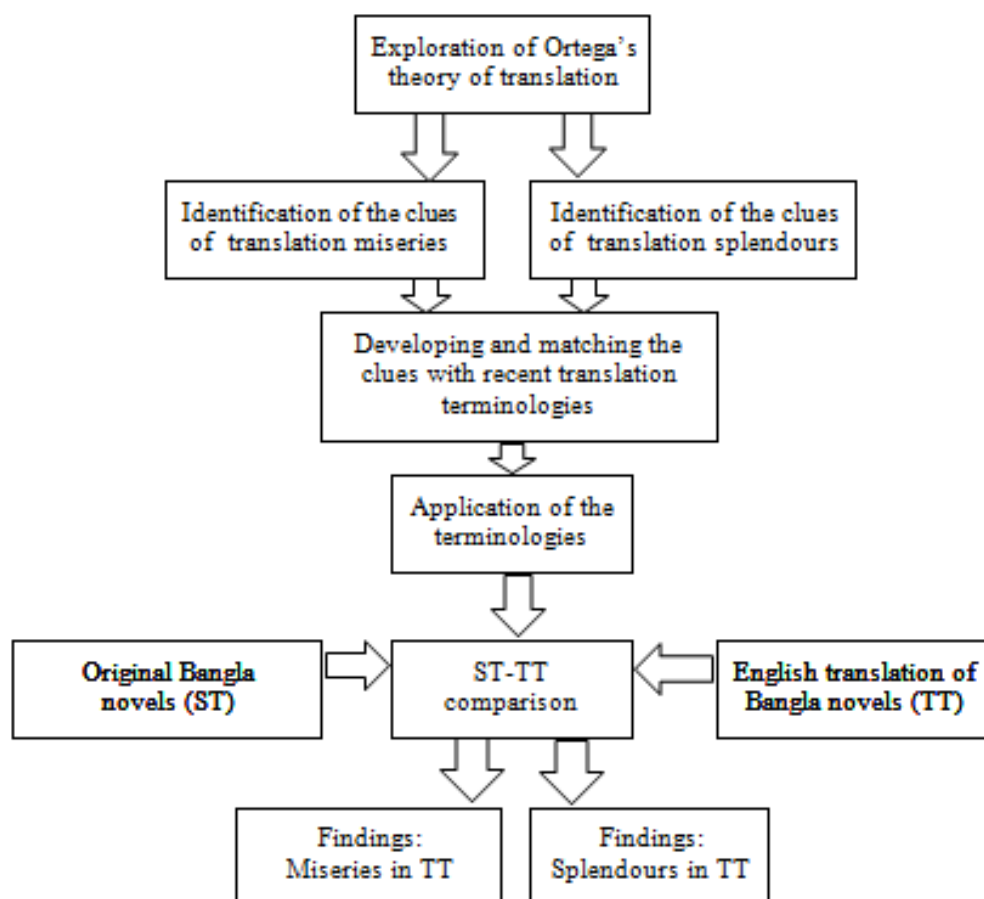 Exploration of Ortega's
theory of translation
Identification of the clues
of translation miseries
Identification of the clues
of translation splendours
Developing and matching the
clues with recent translation
terminologies
Application of the
terminologies
Original Bangla
novels (ST)
ST-TT
comparison
English translation of
Bangla novels (TT)
Findings:
Miseries in TT
Findings:
Splendours in TT